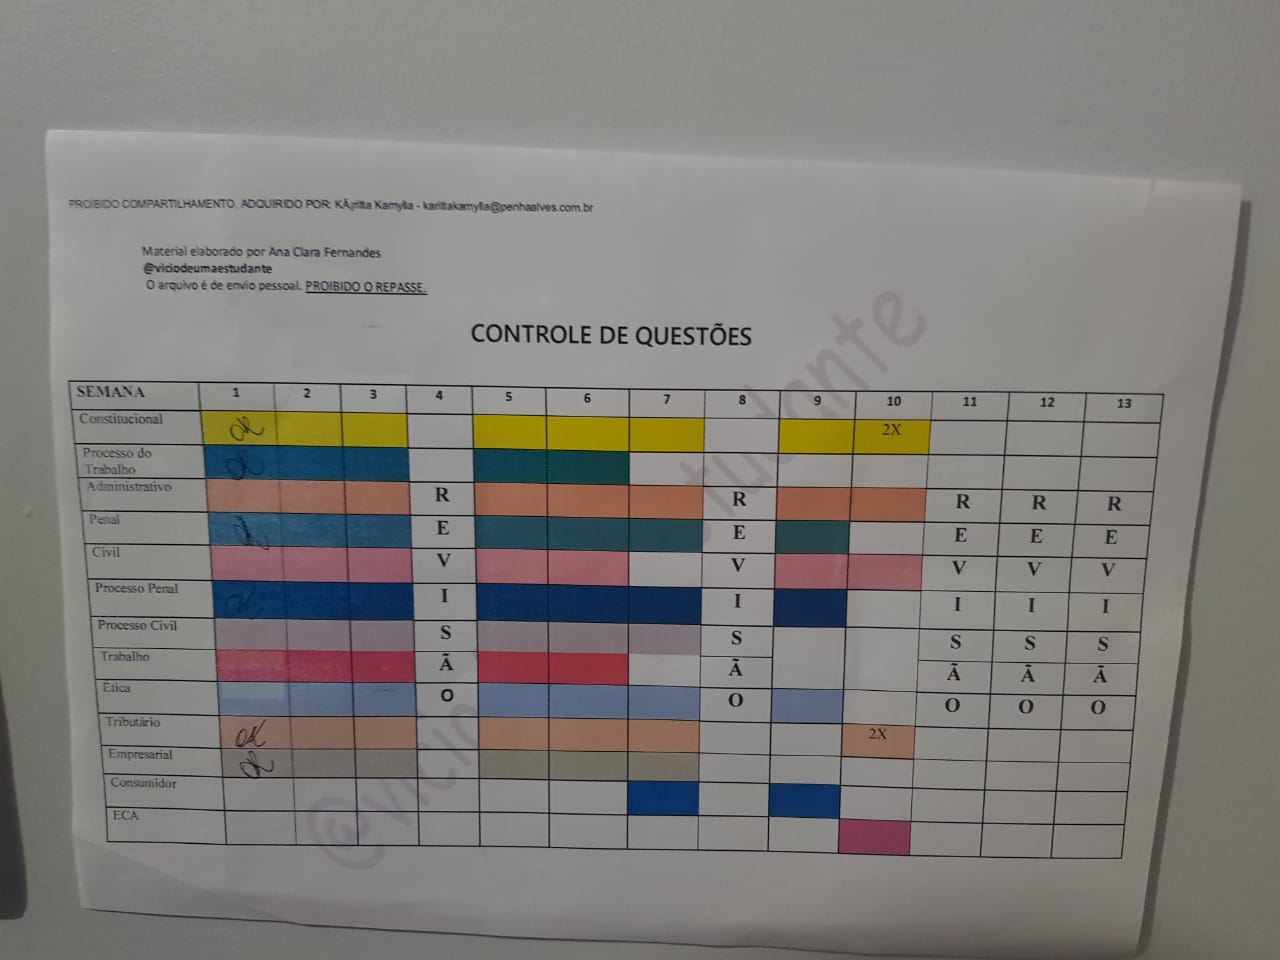 PROIBIDO COMPARTILHAMENTO, ADQUIRIDO POR: KÃ¡ritta Kamylla - karittakamylla@penhaalves.com.br
Material elaborado por Ana Clara Fernandes
@viciodeumaestudante
O arquivo é de envio pessoal. PROIBIDO O REPASSE.
CONTROLE DE QUESTÕES
SEMANA 1 2 3 4 5 6 7 8 9 10 11 12 13
Constitucional OK 2X
Processo do Trabalho OK
Administrativo R R R R R
Penal OK E E E E E
Civil V V V V V
Processo Penal OK I I I I I
Processo Civil S S S S S
Trabalho Ã Ã Ã Ã Ã
Ética O O O O O
Tributário OK 2X
Empresarial OK
Consumidor
ECA